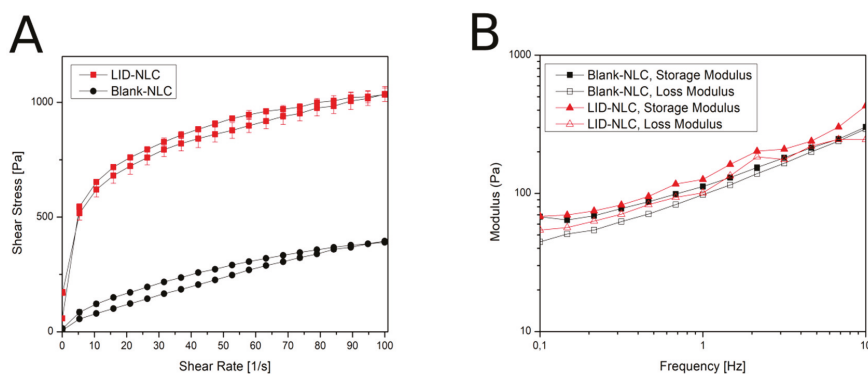 A
LID-NLC
Blank-NLC
Shear Stress [Pa]
1000
500
0
0 10 20 30 40 50 60 70 80 90 100
Shear Rate [1/s]
B
Blank-NLC, Storage Modulus
Blank-NLC, Loss Modulus
LID-NLC, Storage Modulus
LID-NLC, Loss Modulus
Modulus (Pa)
1000
100
10
0,1 1 10
Frequency [Hz]